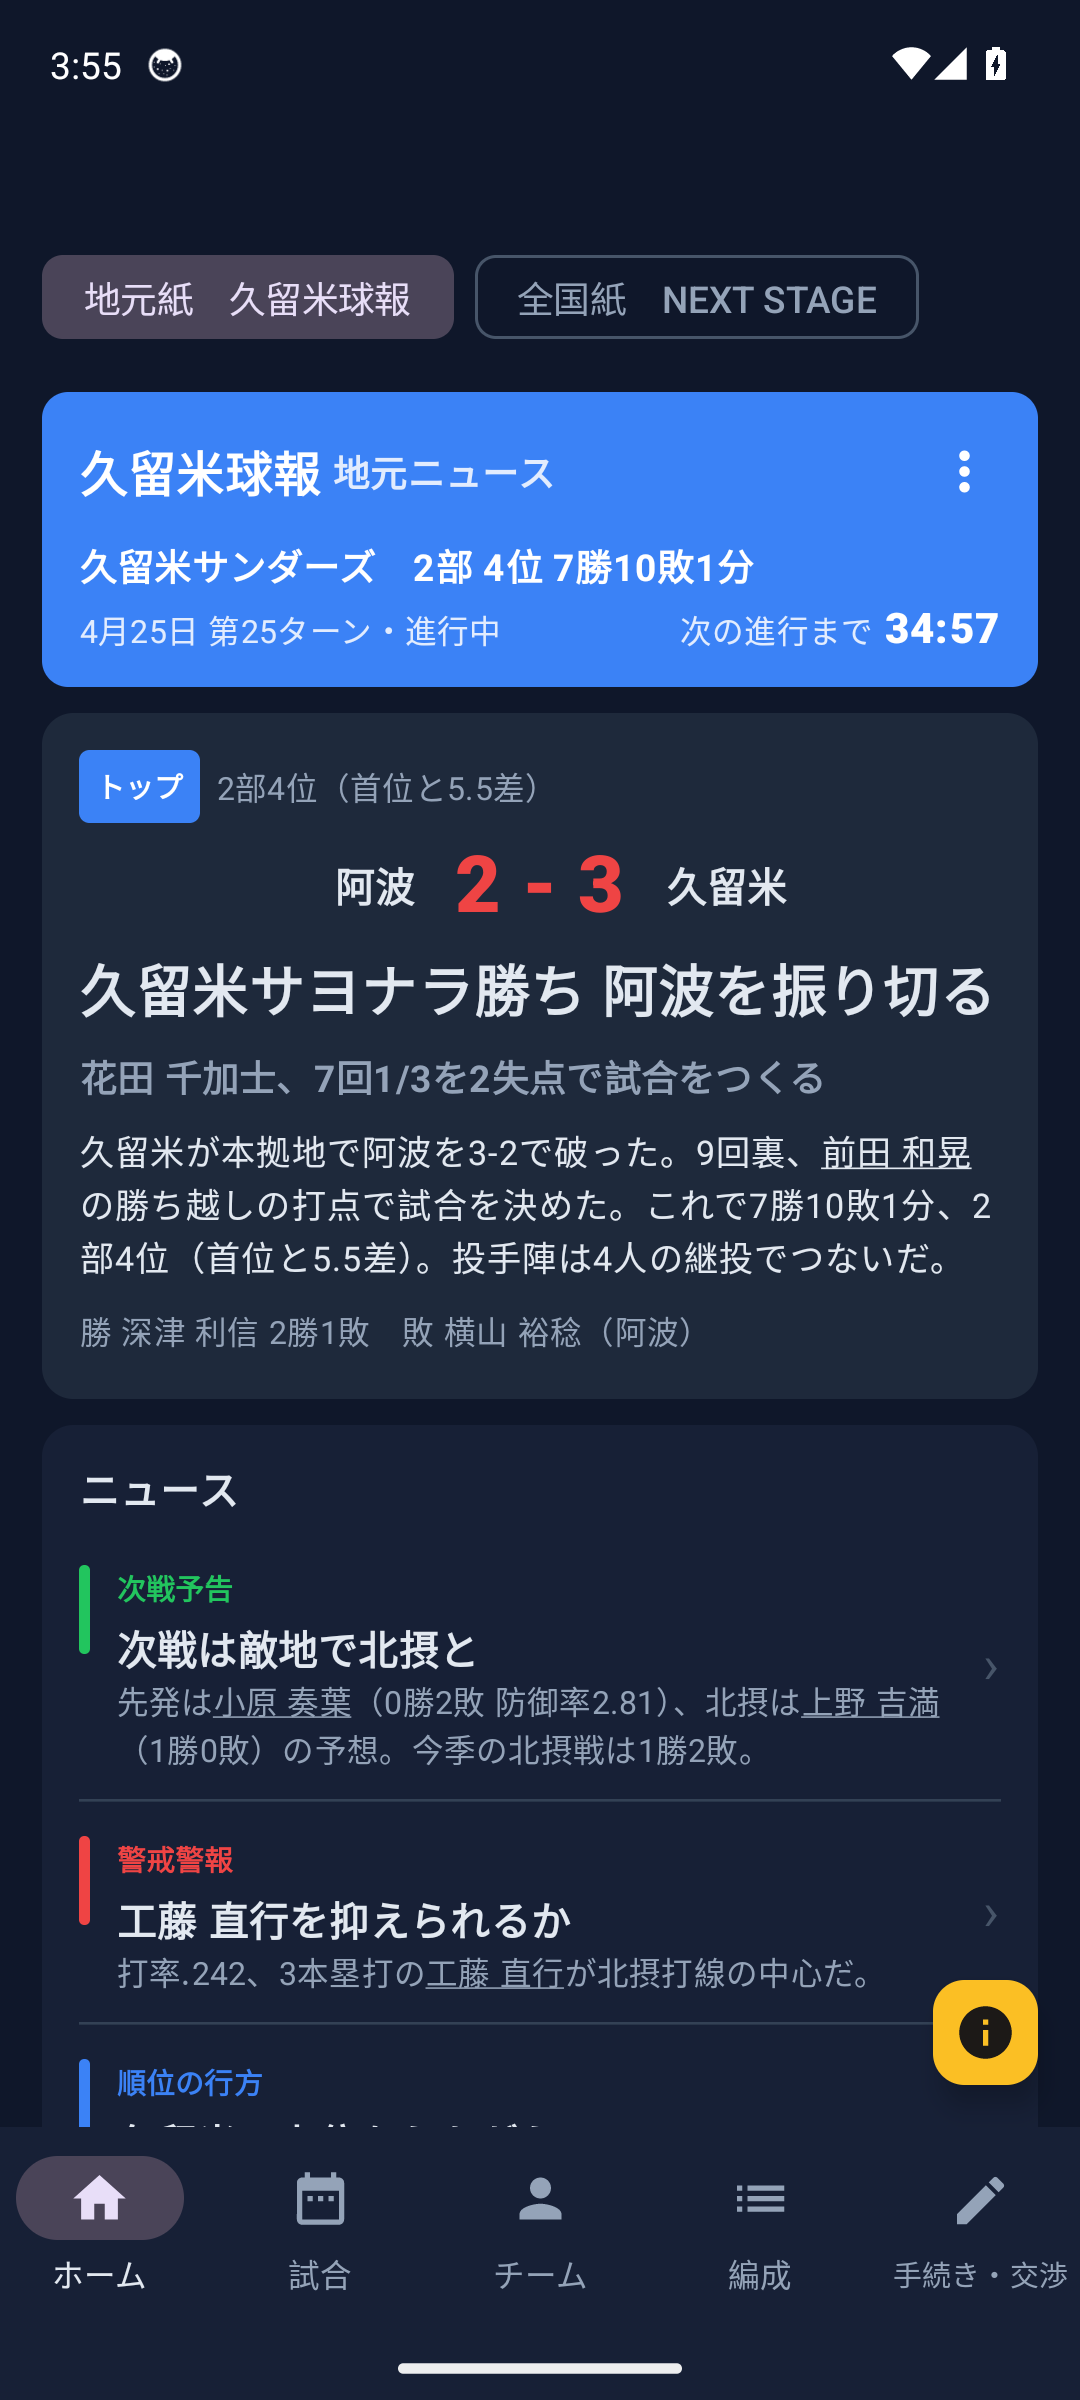 3:55
地元紙　久留米球報
全国紙　NEXT STAGE
久留米球報 地元ニュース
久留米サンダーズ　2部 4位 7勝10敗1分
4月25日 第25ターン・進行中
次の進行まで 34:57
トップ 2部4位（首位と5.5差）
阿波 2 - 3 久留米
久留米サヨナラ勝ち 阿波を振り切る
花田 千加士、7回1/3を2失点で試合をつくる
久留米が本拠地で阿波を3-2で破った。9回裏、前田 和晃
の勝ち越しの打点で試合を決めた。これで7勝10敗1分、2
部4位（首位と5.5差）。投手陣は4人の継投でつないだ。
勝 深津 利信 2勝1敗　敗 横山 裕稔（阿波）
ニュース
次戦予告
次戦は敵地で北摂と
先発は小原 奏葉（0勝2敗 防御率2.81）、北摂は上野 吉満
（1勝0敗）の予想。今季の北摂戦は1勝2敗。
警戒警報
工藤 直行を抑えられるか
打率.242、3本塁打の工藤 直行が北摂打線の中心だ。
順位の行方
ホーム
試合
チーム
編成
手続き・交渉